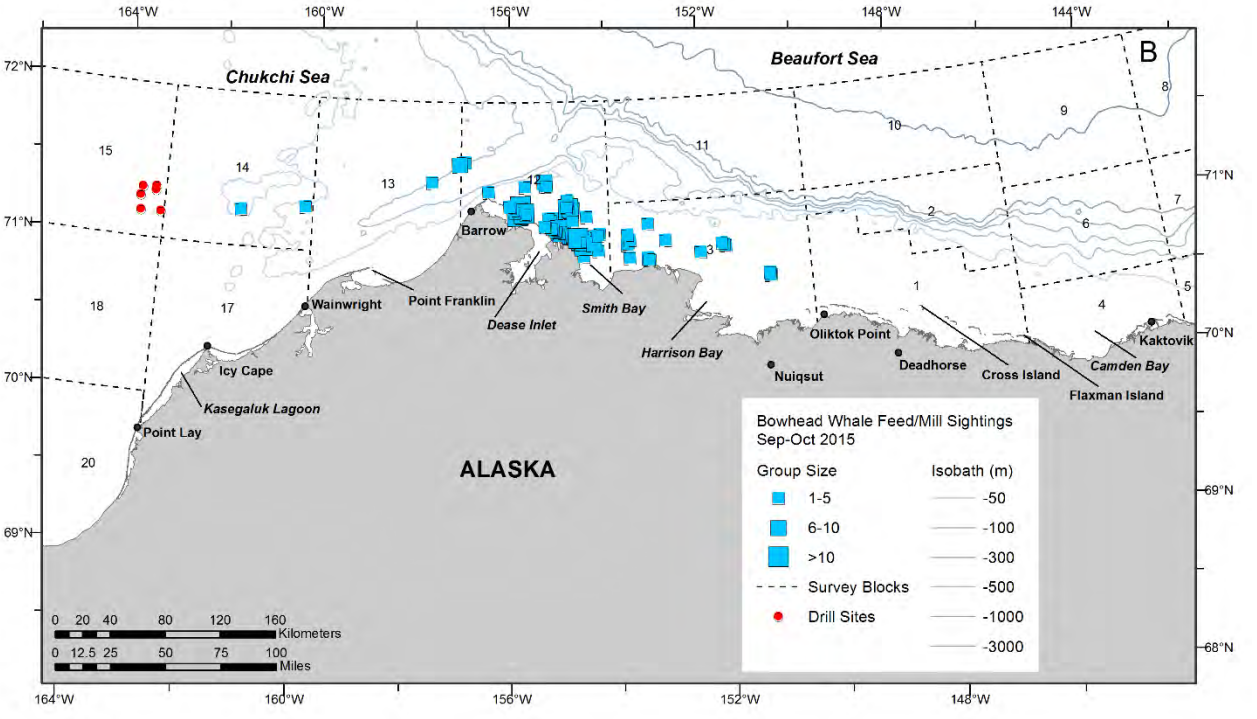 164°W 160°W 156°W 152°W 148°W 144°W
B
72°N
Chukchi Sea
Beaufort Sea
8
9
10
11
15
14
13
12
71°N
71°N
7
6
2
3
Barrow
Point Franklin
Wainwright
Dease Inlet
Smith Bay
Harrison Bay
18
17
1
4
5
Oliktok Point
70°N
Kaktovik
Nuiqsut
Deadhorse
Cross Island
Camden Bay
Flaxman Island
70°N
Icy Cape
Kasegaluk Lagoon
Point Lay
20
ALASKA
69°N
69°N
68°N
Bowhead Whale Feed/Mill Sightings
Sep-Oct 2015
Group Size Isobath (m)
1-5 -50
6-10 -100
>10 -300
-500
Survey Blocks
Drill Sites -1000
-3000
0 20 40 80 120 160
Kilometers
0 12.5 25 50 75 100
Miles
164°W 160°W 156°W 152°W 148°W